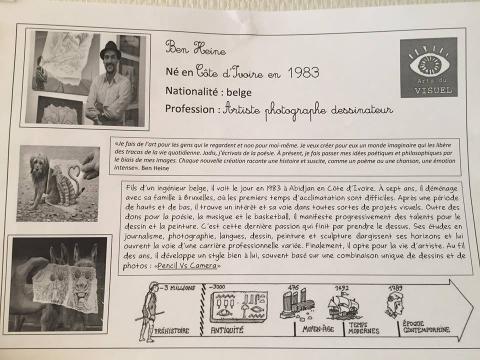 Ben Heine
Né en Côte d'Ivoire en 1983
Nationalité : belge
Profession : Artiste photographe dessinateur
Arts du
VISUEL
«Je fais de l'art pour les gens qui le regardent et non pour moi-même. Je veux créer pour eux un monde imaginaire qui les libère
des tracas de la vie quotidienne. Jadis, j'écrivais de la poésie. À présent, je fais passer mes idées poétiques et philosophiques par
le biais de mes images. Chaque nouvelle création raconte une histoire et suscite, comme un poème ou une chanson, une émotion
intense». Ben Heine
Fils d'un ingénieur belge, il voit le jour en 1983 à Abidjan en Côte d'Ivoire. À sept ans, il déménage
avec sa famille à Bruxelles, où les premiers temps d'acclimatation sont difficiles. Après une période
de hauts et de bas, il trouve un intérêt et sa voie dans toutes sortes de projets visuels. Outre des
dons pour la poésie, la musique et le basketball, il manifeste progressivement des talents pour le
dessin et la peinture. C'est cette dernière passion qui finit par prendre le dessus. Ses études en
journalisme, photographie, langues, dessin, peinture et sculpture élargissent ses horizons et lui
ouvrent la voie d'une carrière professionnelle variée. Finalement, il opte pour la vie d'artiste. Au fil
des ans, il développe un style bien à lui, souvent basé sur une combinaison unique de dessins et de
photos : «Pencil Vs Camera»
-3 MILLIONS
-3000
476
1492
1789
PRÉHISTOIRE
ANTIQUITÉ
MOYEN-ÂGE
TEMPS
MODERNES
ÉPOQUE
CONTEMPORAINE